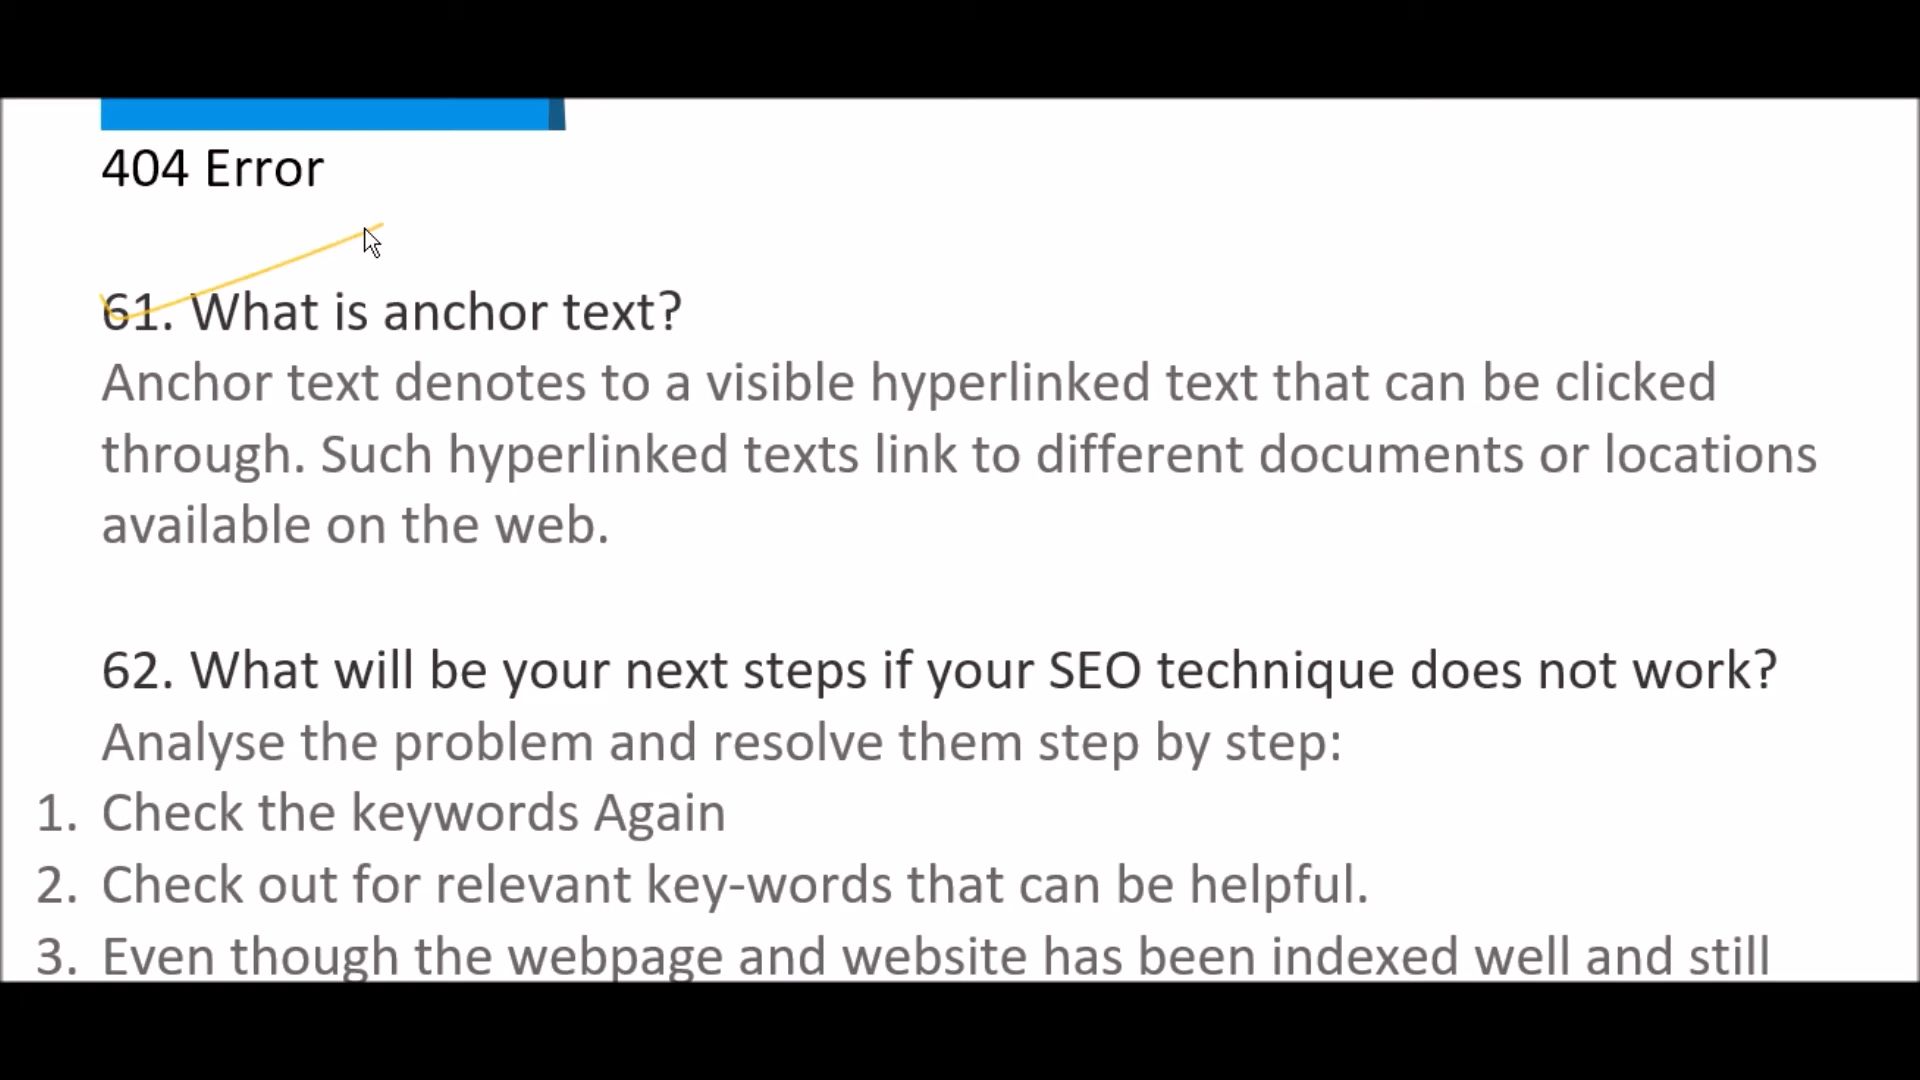 404 Error
61. What is anchor text?
Anchor text denotes to a visible hyperlinked text that can be clicked
through. Such hyperlinked texts link to different documents or locations
available on the web.
62. What will be your next steps if your SEO technique does not work?
Analyse the problem and resolve them step by step:
1. Check the keywords Again
2. Check out for relevant key-words that can be helpful.
3. Even though the webpage and website has been indexed well and still